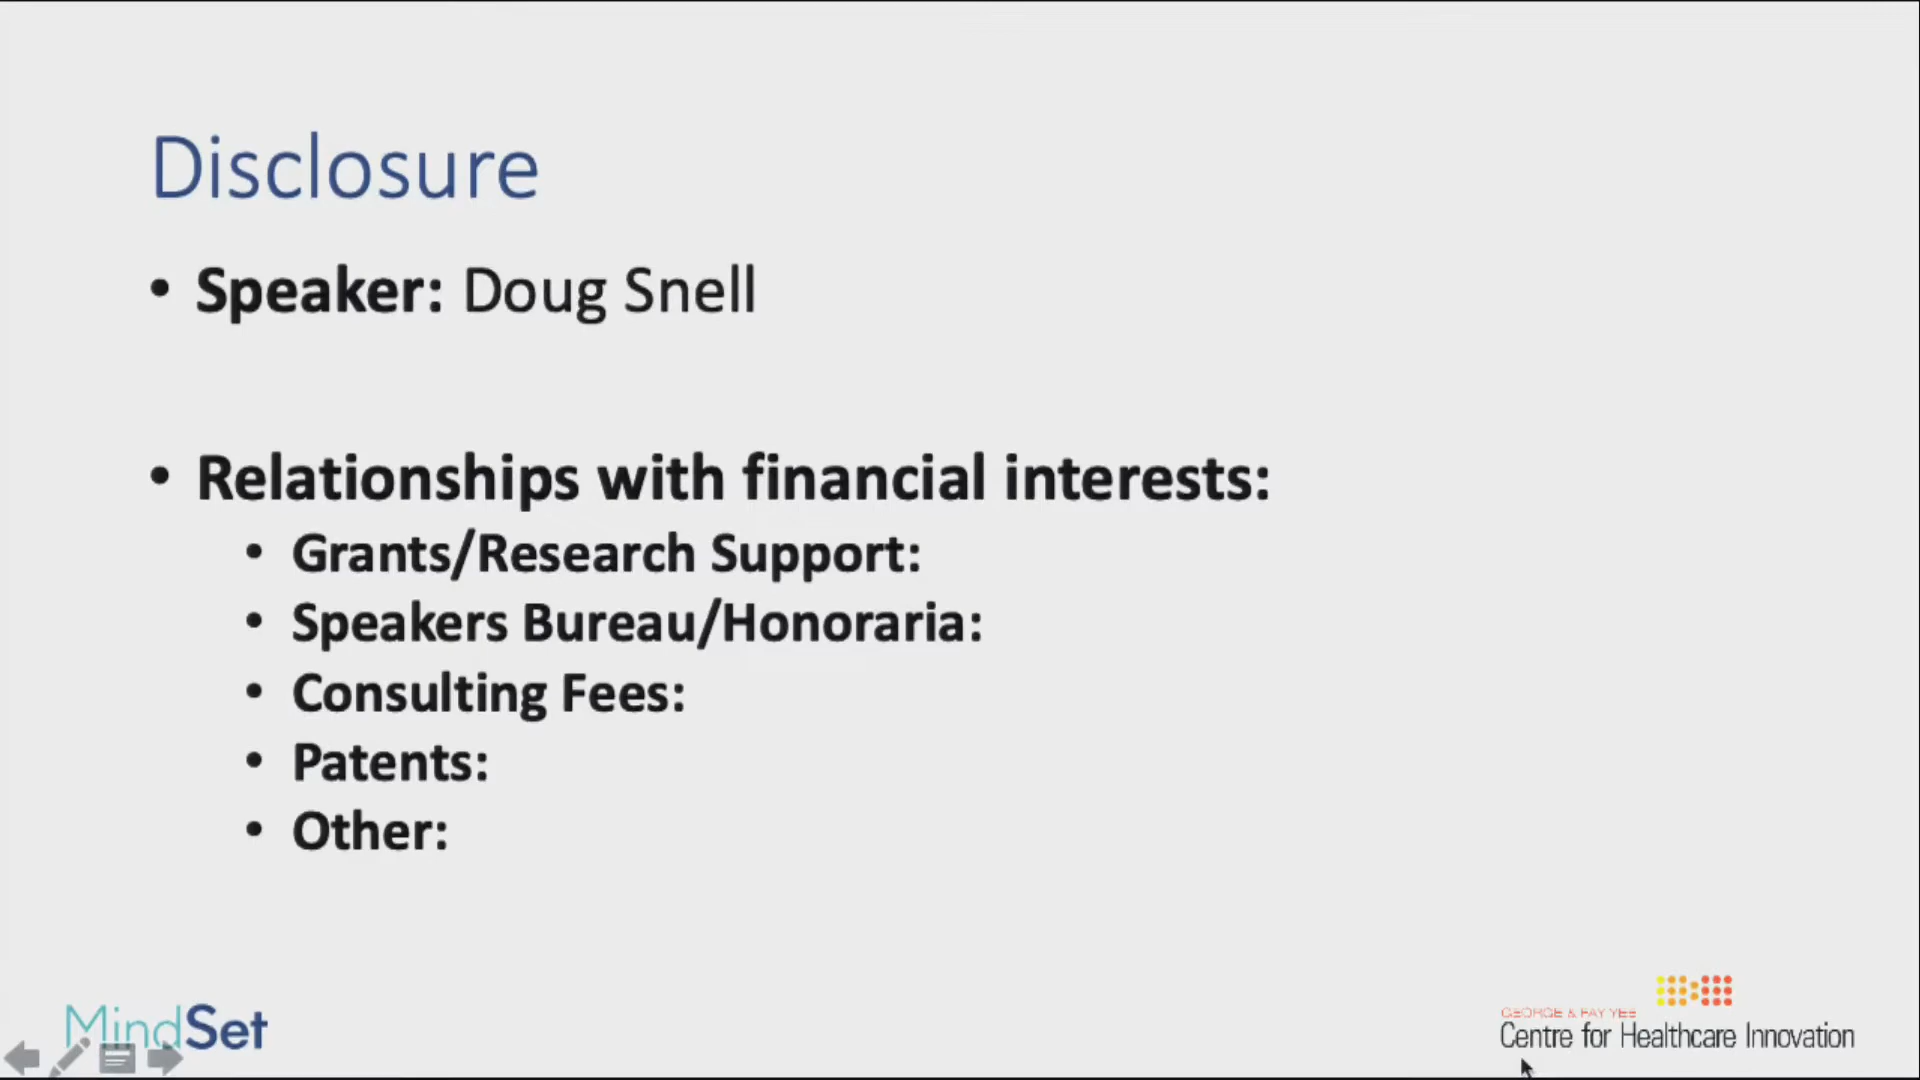 Disclosure
• Speaker: Doug Snell
• Relationships with financial interests:
• Grants/Research Support:
• Speakers Bureau/Honoraria:
• Consulting Fees:
• Patents:
• Other:
MindSet
GEORGE & FAY YEE
Centre for Healthcare Innovation